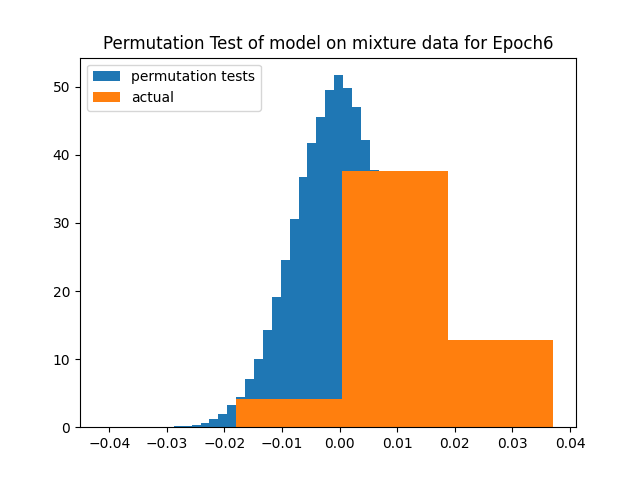 Permutation Test of model on mixture data for Epoch6
permutation tests
actual
50
40
30
20
10
0
−0.04 −0.03 −0.02 −0.01 0.00 0.01 0.02 0.03 0.04